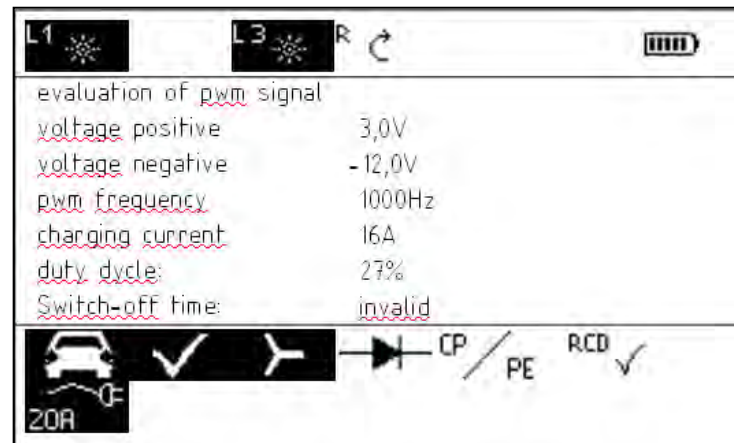 L1 L3 R
evaluation of pwm signal
voltage positive 3,0V
voltage negative -12,0V
pwm frequency 1000Hz
charging current 16A
duty dycle: 27%
Switch-off time: invalid
CP/PE RCD
20A